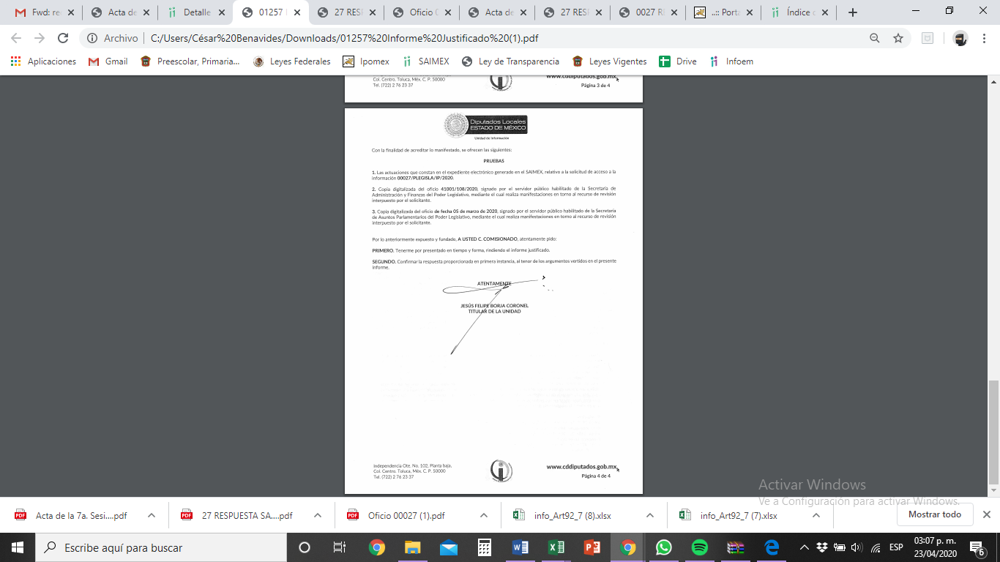 Fwd: re
Acta de
Detalle
01257
27 RESP
Oficio 0
Acta de
27 RESP
0027 R
..:: Porta
Índice d
Archivo C:/Users/César%20Benavides/Downloads/01257%20Informe%20Justificado%20(1).pdf
Aplicaciones Gmail Preescolar, Primaria... Leyes Federales Ipomex SAIMEX Ley de Transparencia Leyes Vigentes Drive Infoem
Col. Centro. Toluca, Méx. C. P. 50000
Tel. (722) 2 76 23 37
www.cddiputados.gob.mx
Página 3 de 4
Diputados Locales
ESTADO DE MÉXICO
Unidad de Información
Con la finalidad de acreditar lo manifestado, se ofrecen las siguientes:
PRUEBAS
1. Las actuaciones que constan en el expediente electrónico generado en el SAIMEX, relativo a la solicitud de acceso a la
información 00027/PLEGISLA/IP/2020.
2. Copia digitalizada del oficio 41001/108/2020, signado por el servidor público habilitado de la Secretaría de
Administración y Finanzas del Poder Legislativo, mediante el cual realiza manifestaciones en torno al recurso de revisión
interpuesto por el solicitante.
3. Copia digitalizada del oficio de fecha 05 de marzo de 2020, signado por el servidor público habilitado de la Secretaría
de Asuntos Parlamentarios del Poder Legislativo, mediante el cual realiza manifestaciones en torno al recurso de revisión
interpuesto por el solicitante.
Por lo anteriormente expuesto y fundado, A USTED C. COMISIONADO, atentamente pido:
PRIMERO. Tenerme por presentado en tiempo y forma, rindiendo el informe justificado.
SEGUNDO. Confirmar la respuesta proporcionada en primera instancia, al tenor de los argumentos vertidos en el presente
informe.
ATENTAMENTE
JESÚS FELIPE BORJA CORONEL
TITULAR DE LA UNIDAD
Independencia Ote. No. 102, Planta baja,
Col. Centro. Toluca, Méx. C. P. 50000
Tel. (722) 2 76 23 37
www.cddiputados.gob.mx
Página 4 de 4
Activar Windows
Ve a Configuración para activar Windows.
Acta de la 7a. Sesi....pdf
27 RESPUESTA SA....pdf
Oficio 00027 (1).pdf
info_Art92_7 (8).xlsx
info_Art92_7 (7).xlsx
Mostrar todo
Escribe aquí para buscar
ESP
03:07 p. m.
23/04/2020
6